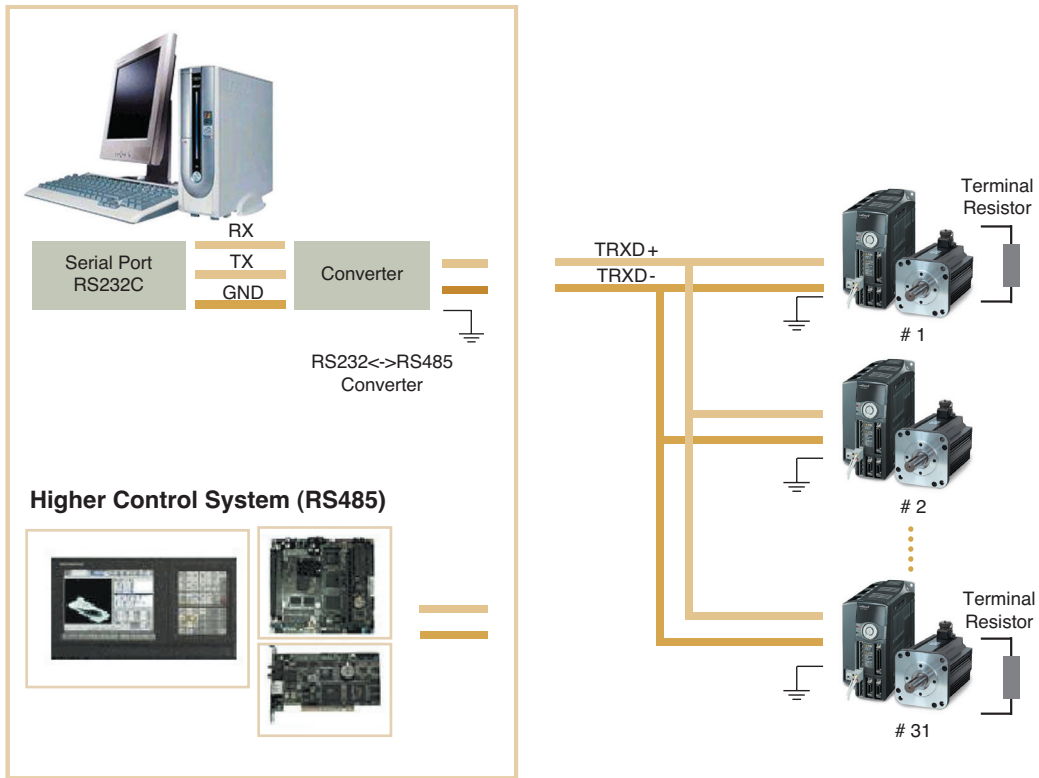 RX
Serial Port
RS232C
TX
GND
Converter
RS232<->RS485
Converter
Higher Control System (RS485)
TRXD+
TRXD-
Terminal
Resistor
# 1
# 2
Terminal
Resistor
# 31